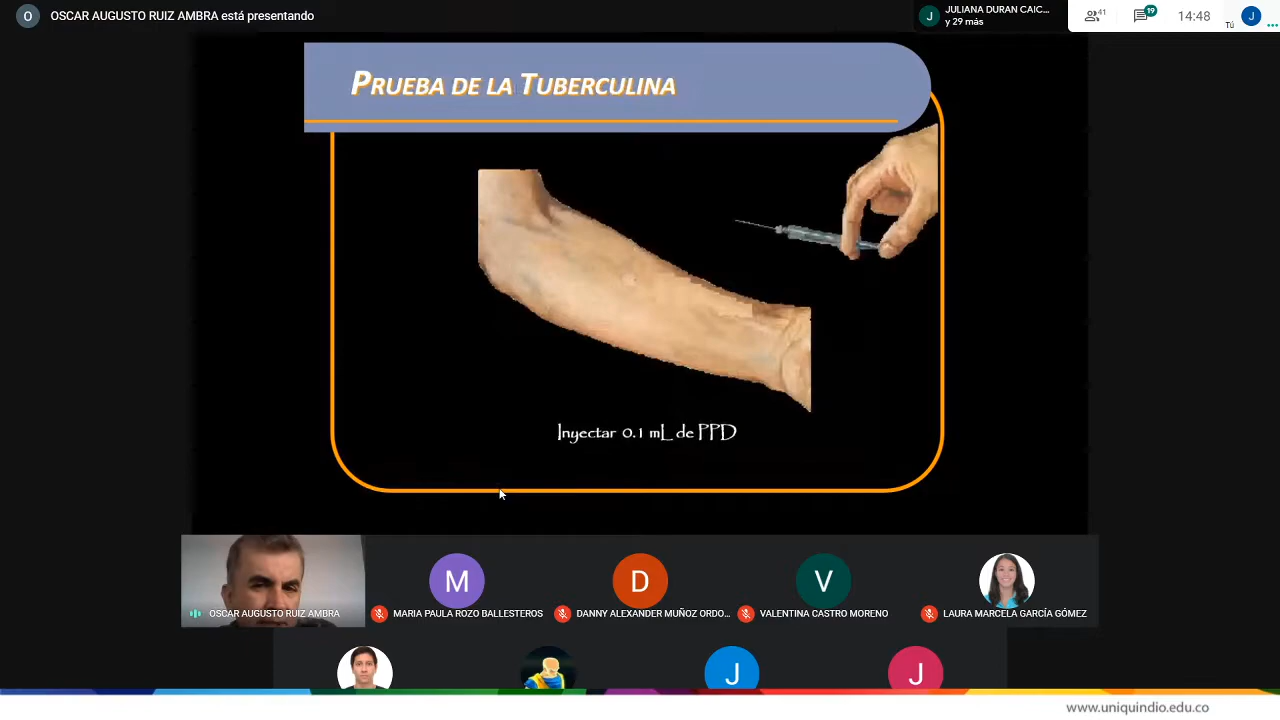 O
OSCAR AUGUSTO RUIZ AMBRA está presentando
J
JULIANA DURAN CAIC...
y 29 más
41
19
14:48
Tú
J
PRUEBA DE LA TUBERCULINA
Inyectar 0.1 mL de PPD
M
D
V
OSCAR AUGUSTO RUIZ AMBRA
MARIA PAULA ROZO BALLESTEROS
DANNY ALEXANDER MUÑOZ ORDO...
VALENTINA CASTRO MORENO
LAURA MARCELA GARCÍA GÓMEZ
J
J
www.uniquindio.edu.co